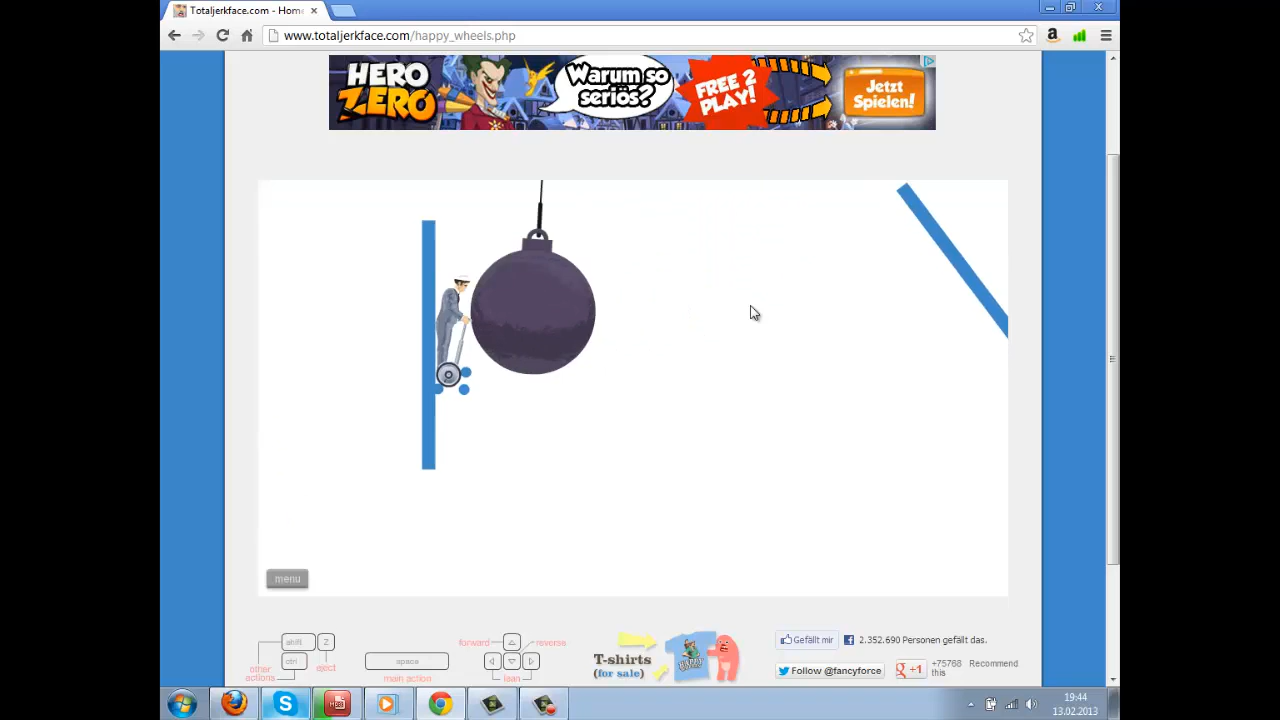 Totaljerkface.com - Home
www.totaljerkface.com/happy_wheels.php
HERO ZERO
Warum so seriös?
FREE 2 PLAY!
Jetzt Spielen!
menu
shift
Z
ctrl
other actions
eject
space
main action
forward
reverse
lean
T-shirts
(for sale)
Gefällt mir
2.352.690 Personen gefällt das.
Follow @fancyforce
+1
+75768 Recommend this
19:44
13.02.2013